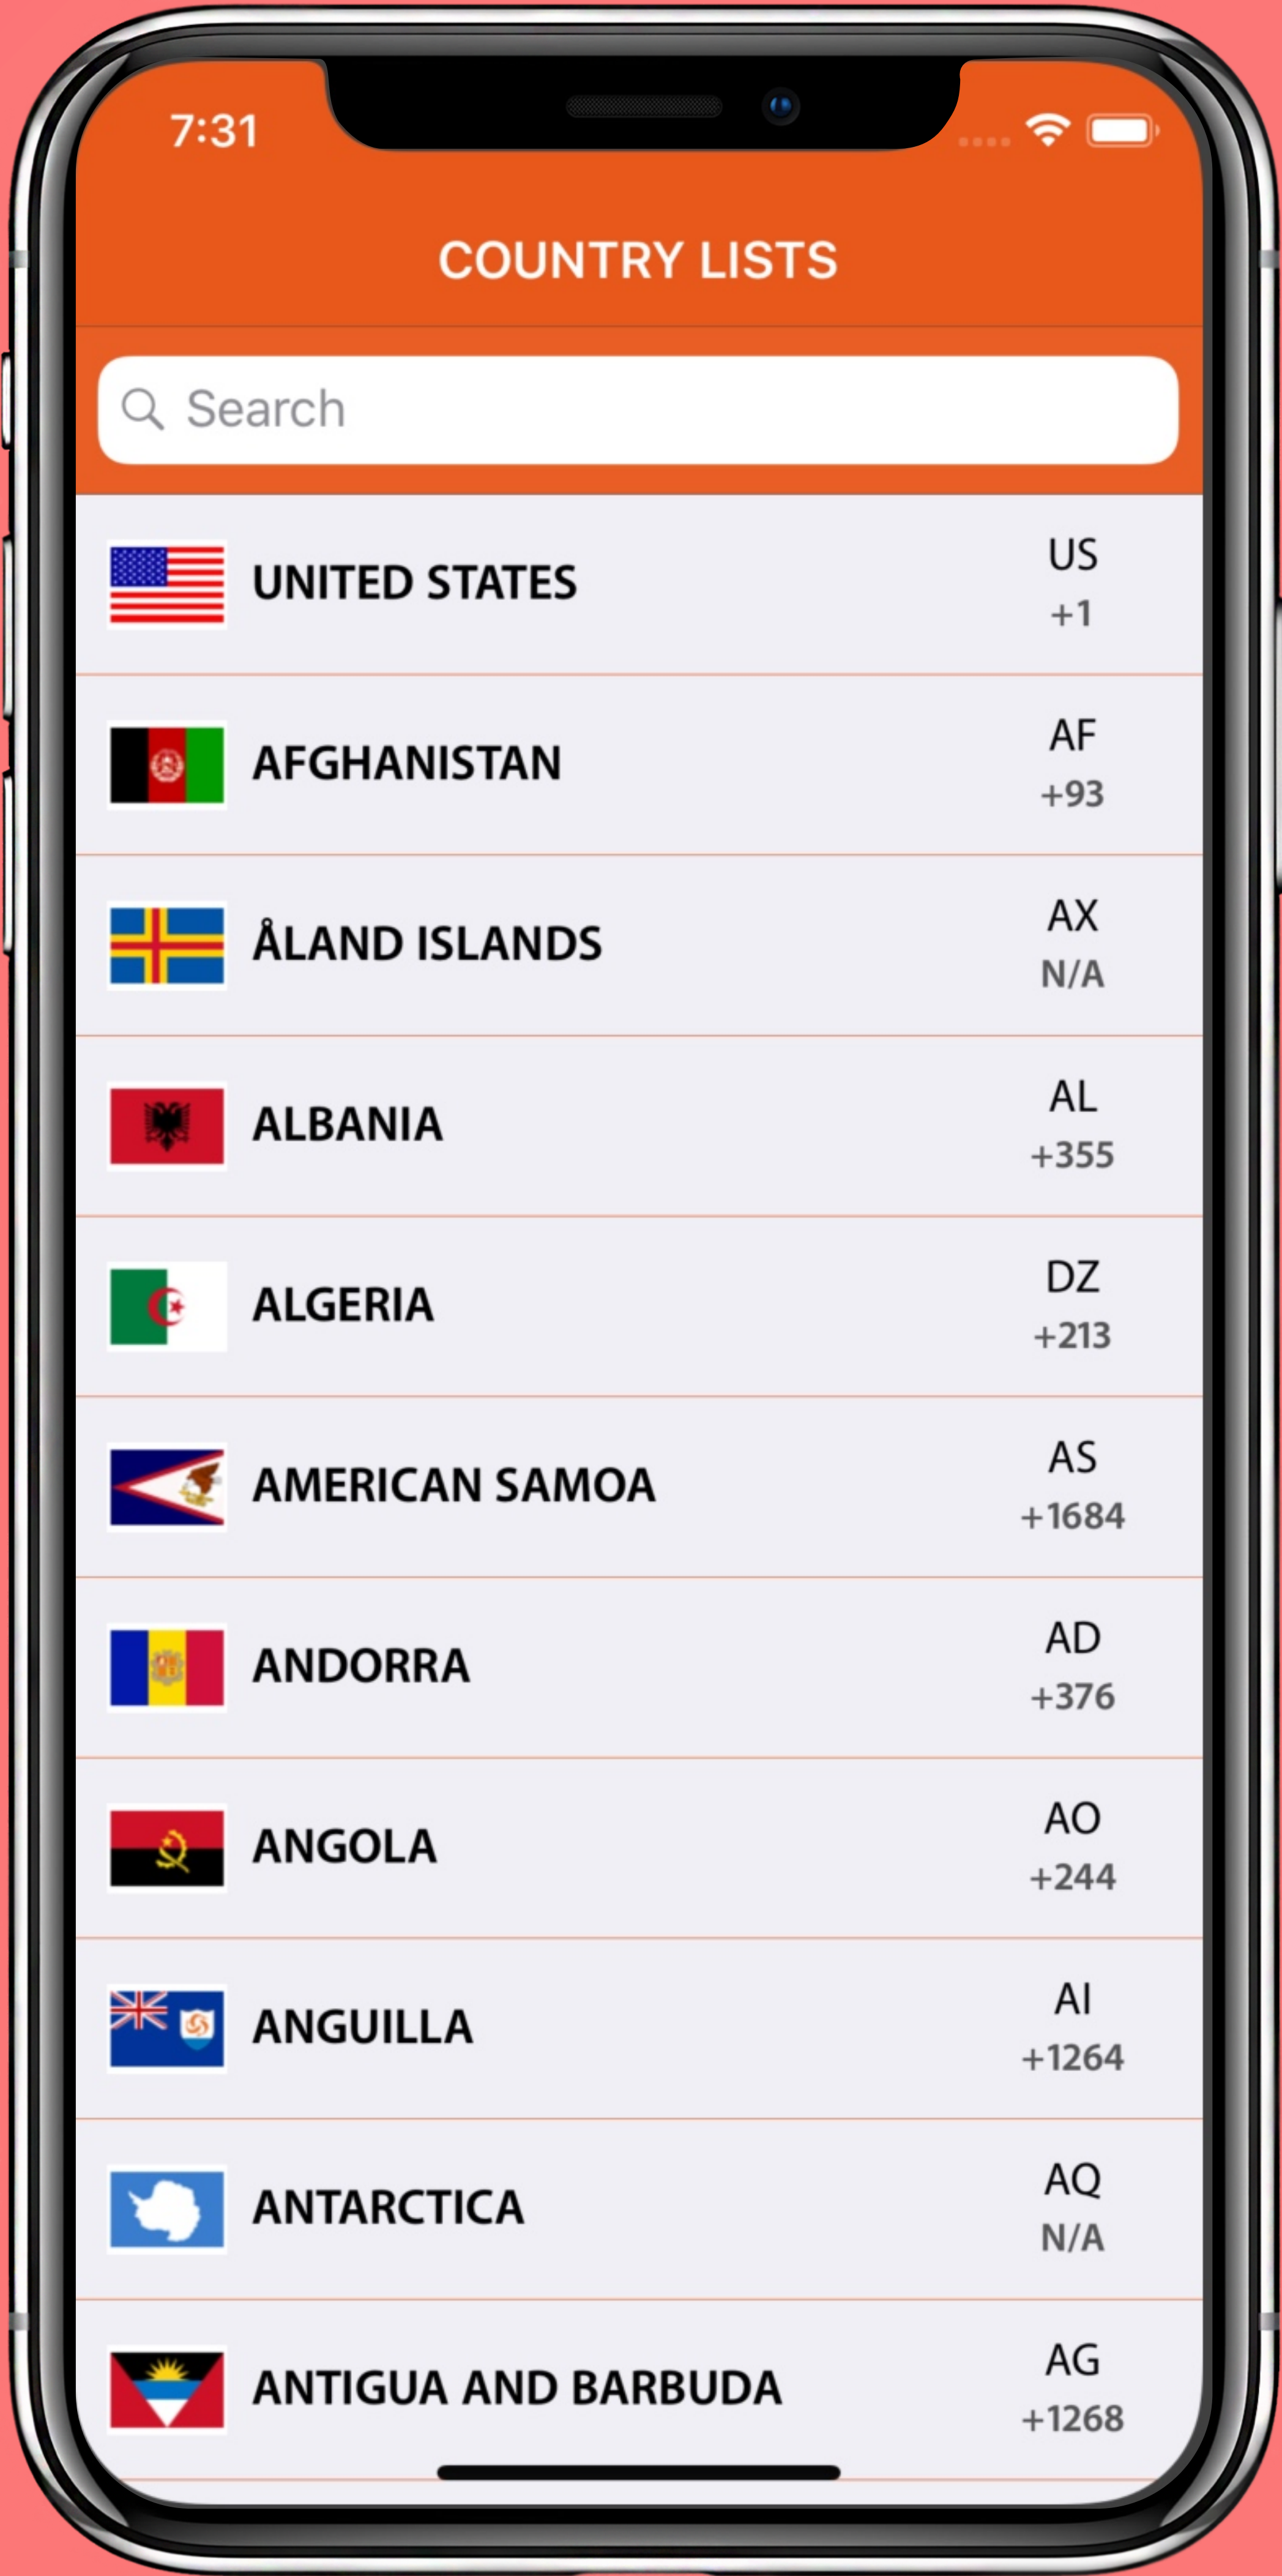 7:31
COUNTRY LISTS
Search
UNITED STATES
US
+1
AFGHANISTAN
AF
+93
ÅLAND ISLANDS
AX
N/A
ALBANIA
AL
+355
ALGERIA
DZ
+213
AMERICAN SAMOA
AS
+1684
ANDORRA
AD
+376
ANGOLA
AO
+244
ANGUILLA
AI
+1264
ANTARCTICA
AQ
N/A
ANTIGUA AND BARBUDA
AG
+1268